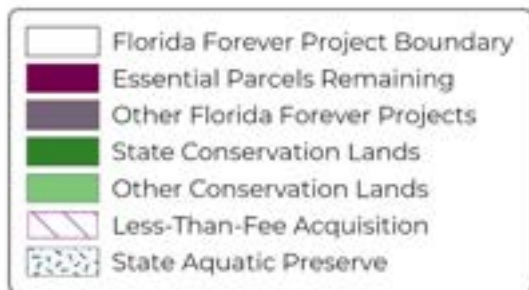 Florida Forever Project Boundary
Essential Parcels Remaining
Other Florida Forever Projects
State Conservation Lands
Other Conservation Lands
Less-Than-Fee Acquisition
State Aquatic Preserve